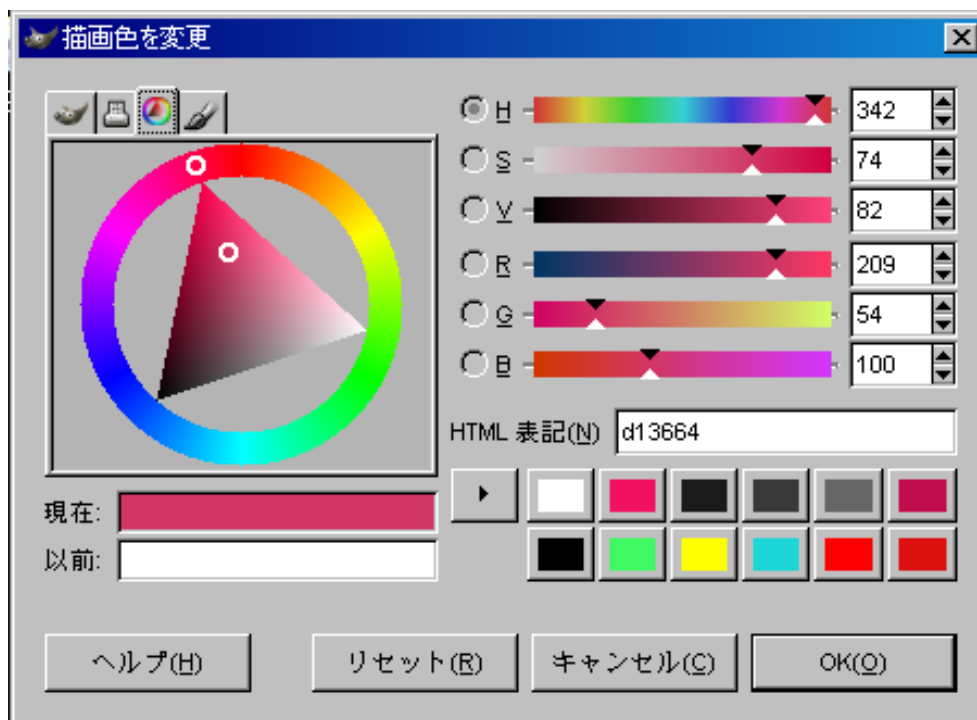 描画色を変更
H 342
S 74
V 82
R 209
G 54
B 100
HTML 表記(N) d13664
現在:
以前:
ヘルプ(H) リセット(R) キャンセル(C) OK(O)